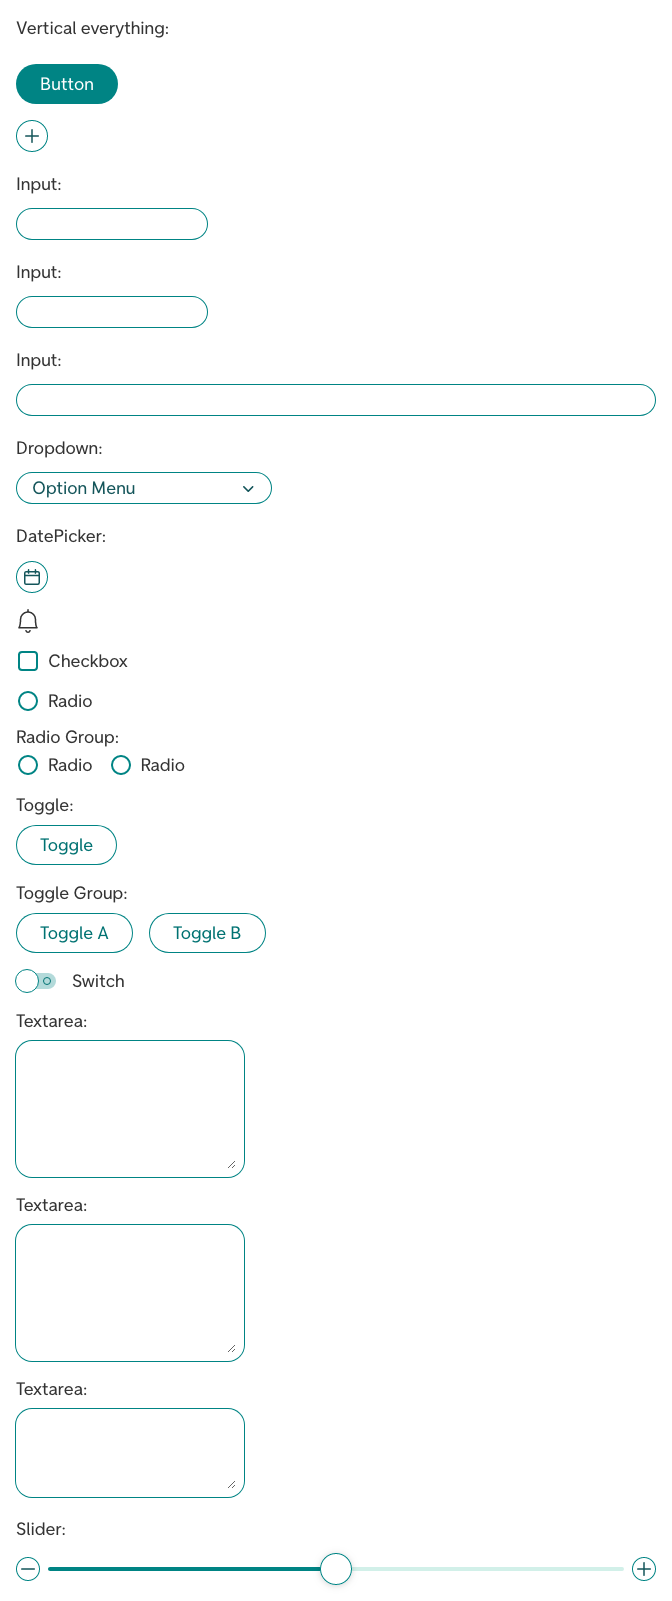 Vertical everything:
Button
Input:
Input:
Input:
Dropdown:
Option Menu
DatePicker:
Checkbox
Radio
Radio Group:
Radio Radio
Toggle:
Toggle
Toggle Group:
Toggle A Toggle B
Switch
Textarea:
Textarea:
Textarea:
Slider: